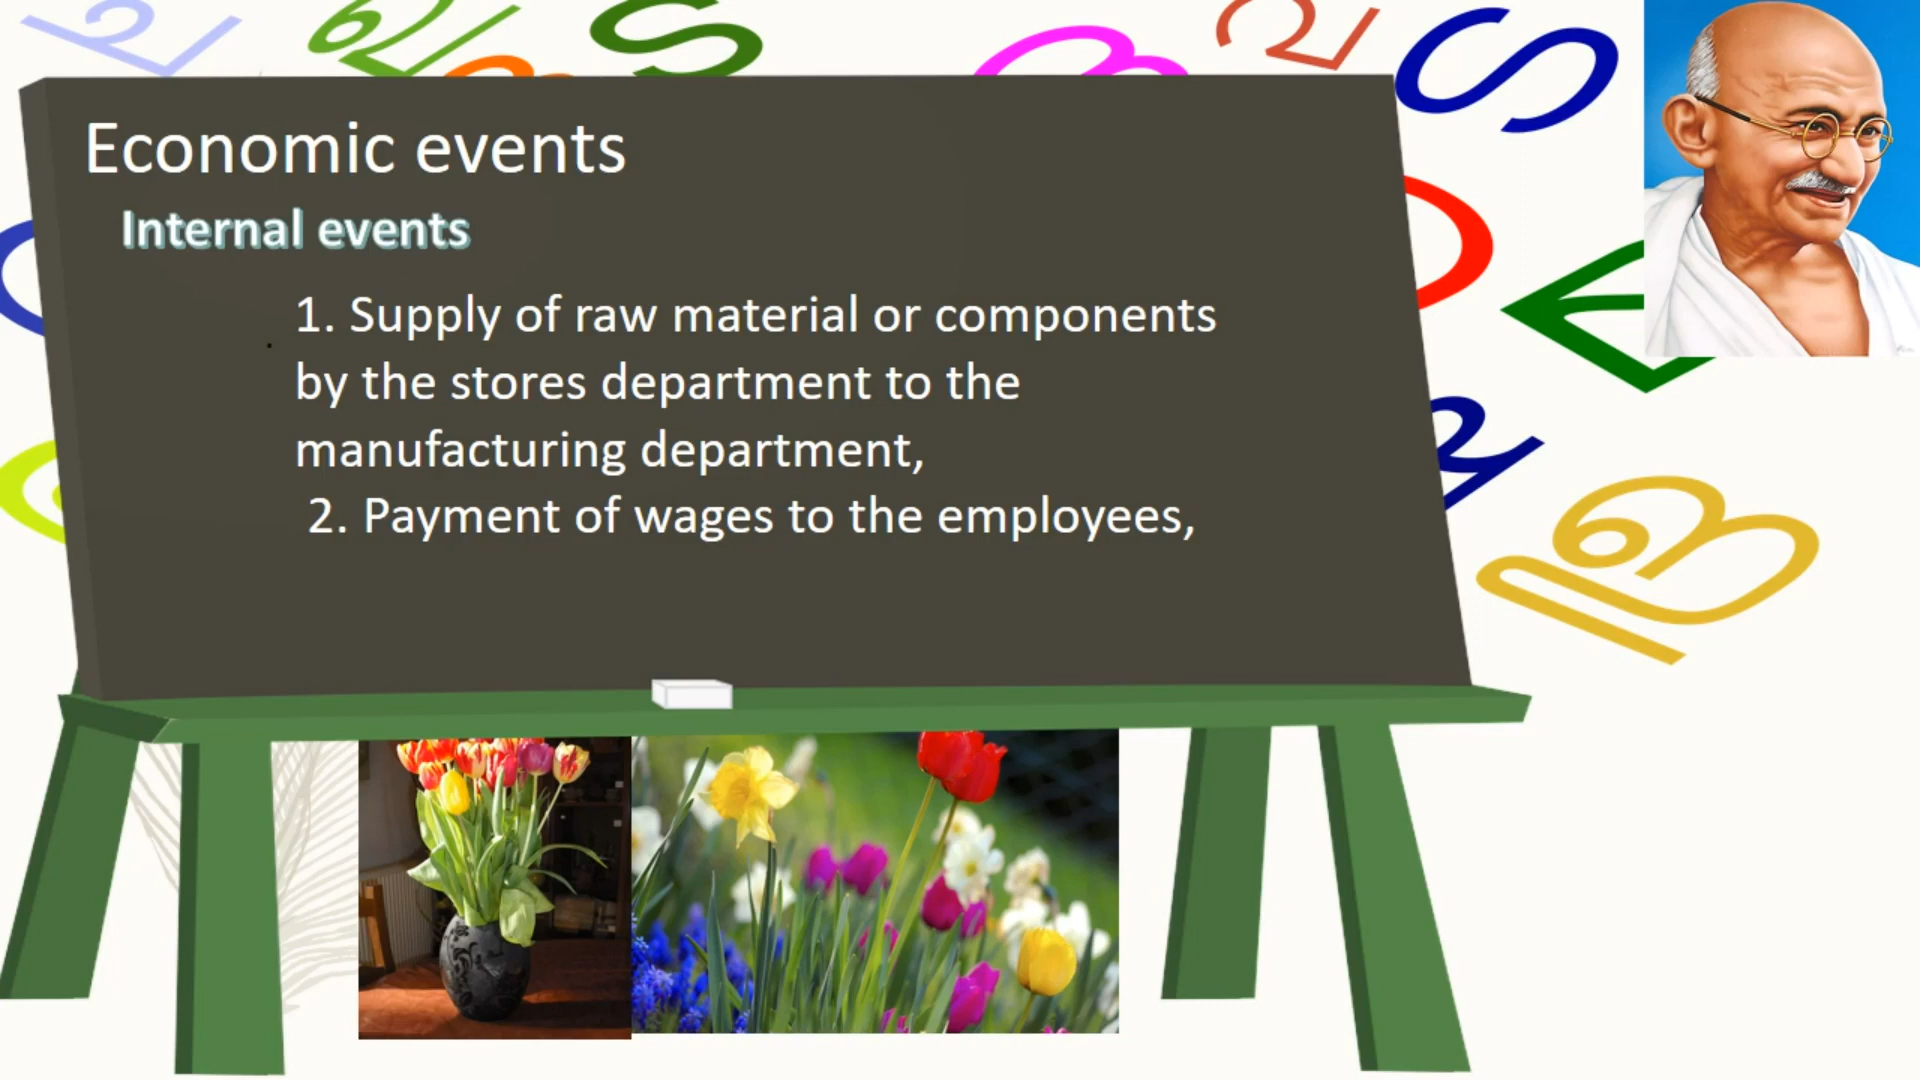 Economic events
Internal events
1. Supply of raw material or components
by the stores department to the
manufacturing department,
2. Payment of wages to the employees,